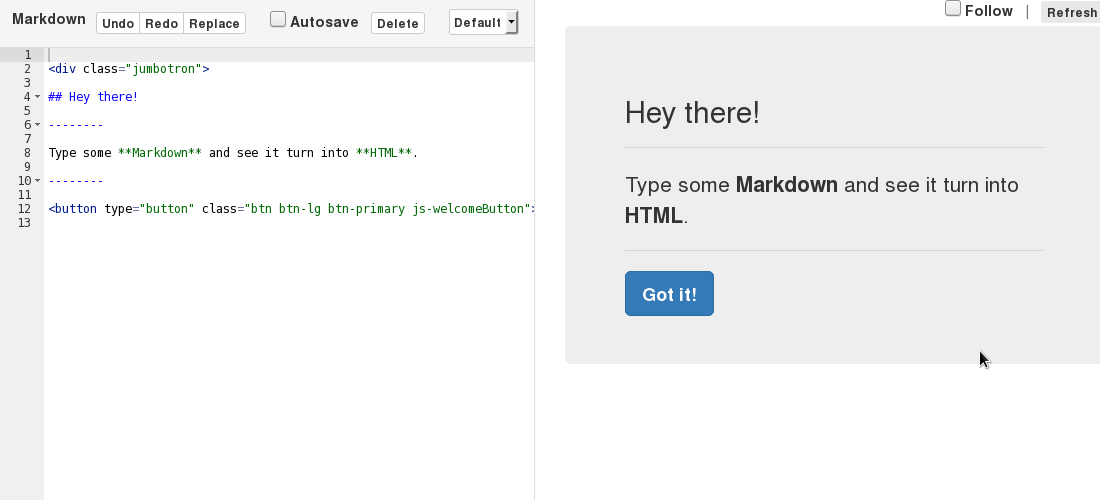 Markdown Undo Redo Replace Autosave Delete Default
Follow | Refresh
1
2 <div class="jumbotron">
3
4 ## Hey there!
5
6 --------
7
8 Type some **Markdown** and see it turn into **HTML**.
9
10 --------
11
12 <button type="button" class="btn btn-lg btn-primary js-welcomeButton">
13
Hey there!
Type some Markdown and see it turn into
HTML.
Got it!